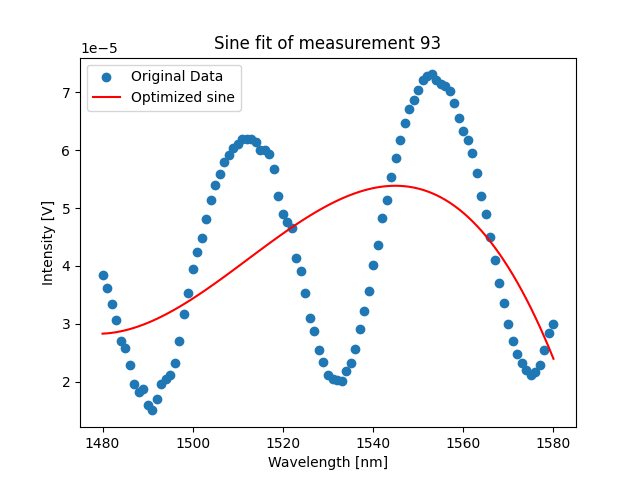 Sine fit of measurement 93
1e−5
Original Data
Optimized sine
7
6
5
4
3
2
Intensity [V]
1480 1500 1520 1540 1560 1580
Wavelength [nm]